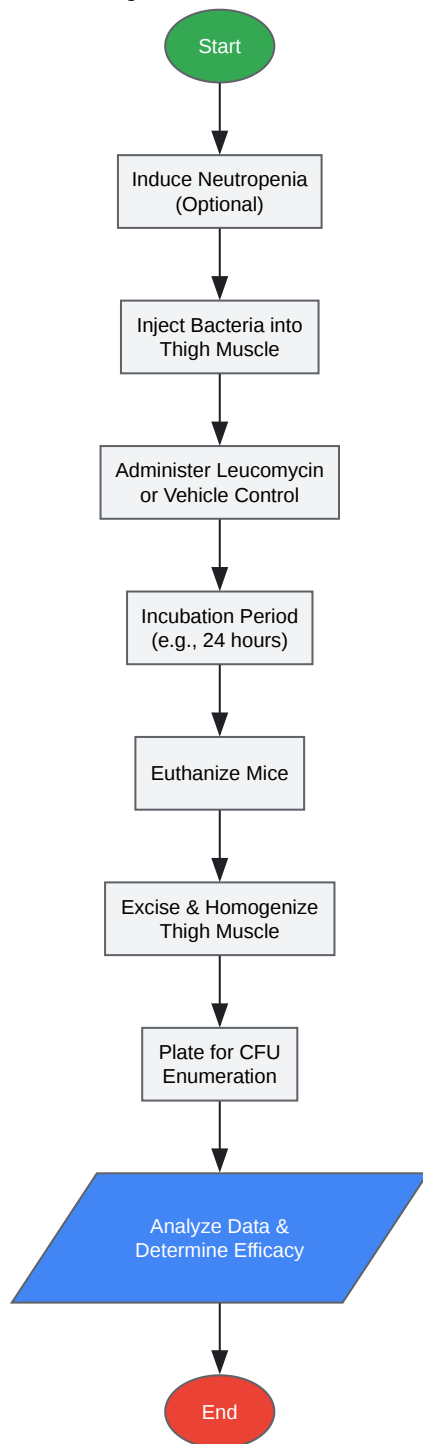 Start
Induce Neutropenia
(Optional)
Inject Bacteria into
Thigh Muscle
Administer Leucomycin
or Vehicle Control
Incubation Period
(e.g., 24 hours)
Euthanize Mice
Excise & Homogenize
Thigh Muscle
Plate for CFU
Enumeration
Analyze Data &
Determine Efficacy
End